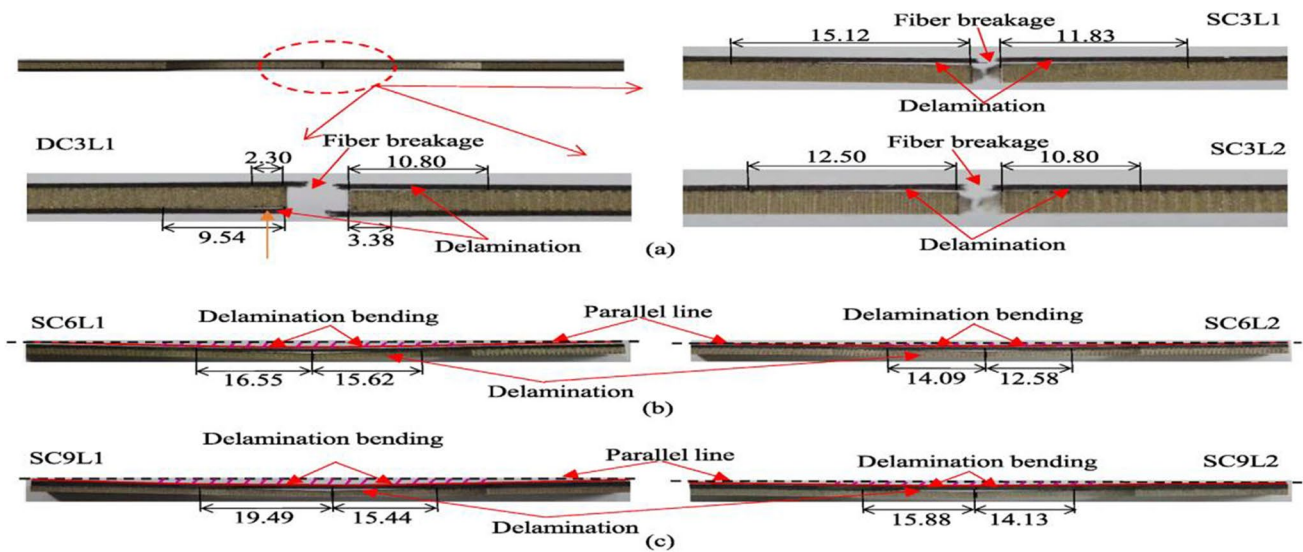 Fiber breakage
SC3L1
15.12
11.83
Delamination
DC3L1
Fiber breakage
2.30
10.80
9.54
3.38
Delamination
Fiber breakage
SC3L2
12.50
10.80
Delamination
(a)
SC6L1
Delamination bending
Parallel line
Delamination bending
SC6L2
16.55
15.62
Delamination
14.09
12.58
(b)
SC9L1
Delamination bending
Parallel line
Delamination bending
SC9L2
19.49
15.44
Delamination
15.88
14.13
(c)